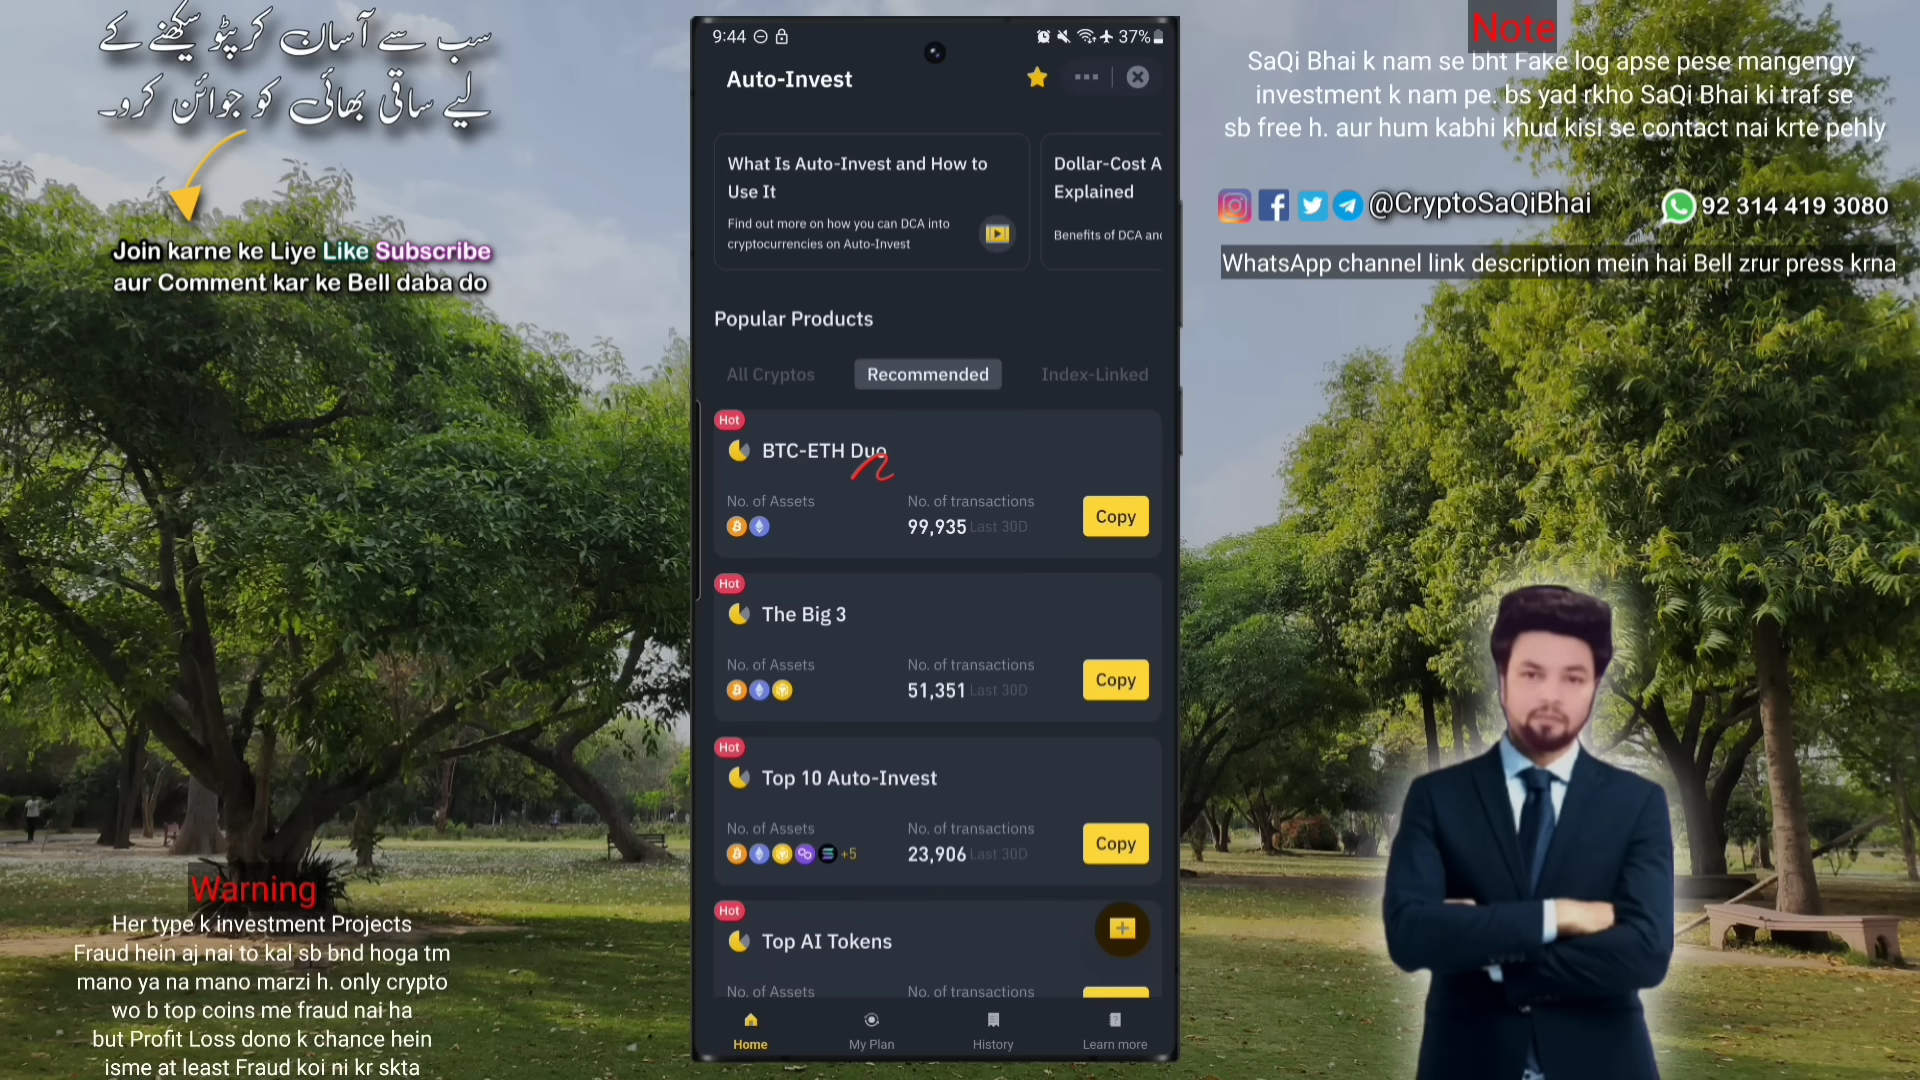 سب سے آسان کرپٹو سیکھنے کے
لیے ساقی بھائی کو جوائن کرو۔
Join karne ke Liye Like Subscribe
aur Comment kar ke Bell daba do
Warning
Her type k investment Projects
Fraud hein aj nai to kal sb bnd hoga tm
mano ya na mano marzi h. only crypto
wo b top coins me fraud nai ha
but Profit Loss dono k chance hein
isme at least Fraud koi ni kr skta
9:44
37%
Auto-Invest
What Is Auto-Invest and How to
Use It
Find out more on how you can DCA into
cryptocurrencies on Auto-Invest
Dollar-Cost A
Explained
Benefits of DCA an
Popular Products
All Cryptos Recommended Index-Linked
Hot
BTC-ETH Duo
No. of Assets No. of transactions
99,935 Last 30D
Copy
Hot
The Big 3
No. of Assets No. of transactions
51,351 Last 30D
Copy
Hot
Top 10 Auto-Invest
No. of Assets No. of transactions
+5 23,906 Last 30D
Copy
Hot
Top AI Tokens
No. of Assets No. of transactions
Home My Plan History Learn more
Note
SaQi Bhai k nam se bht Fake log apse pese mangengy
investment k nam pe. bs yad rkho SaQi Bhai ki traf se
sb free h. aur hum kabhi khud kisi se contact nai krte pehly
@CryptoSaQiBhai 92 314 419 3080
WhatsApp channel link description mein hai Bell zrur press krna